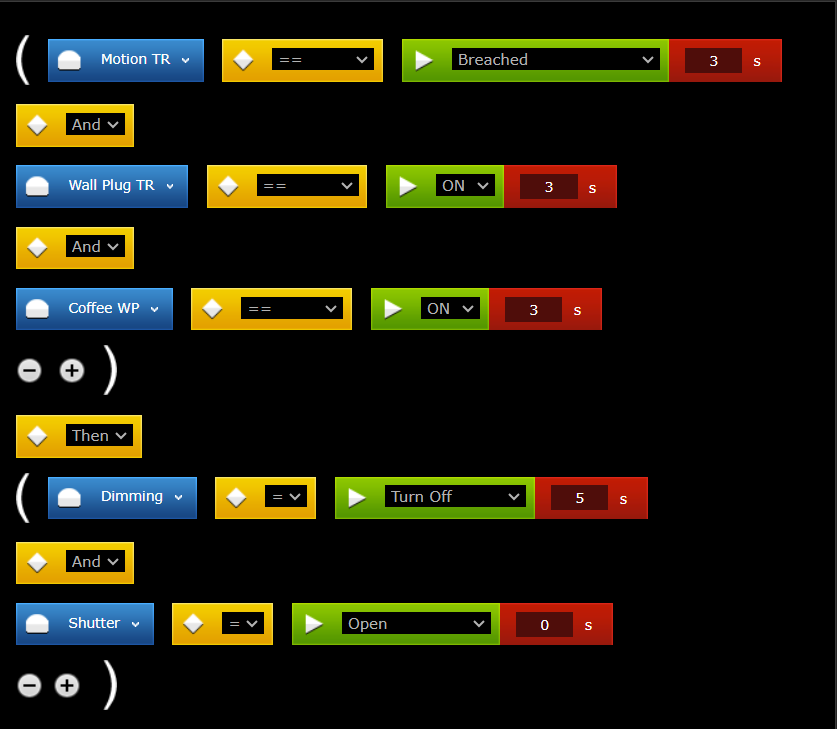 ( Motion TR == Breached 3 s
And
Wall Plug TR == ON 3 s
And
Coffee WP == ON 3 s
− + )
Then
( Dimming = Turn Off 5 s
And
Shutter = Open 0 s
− + )